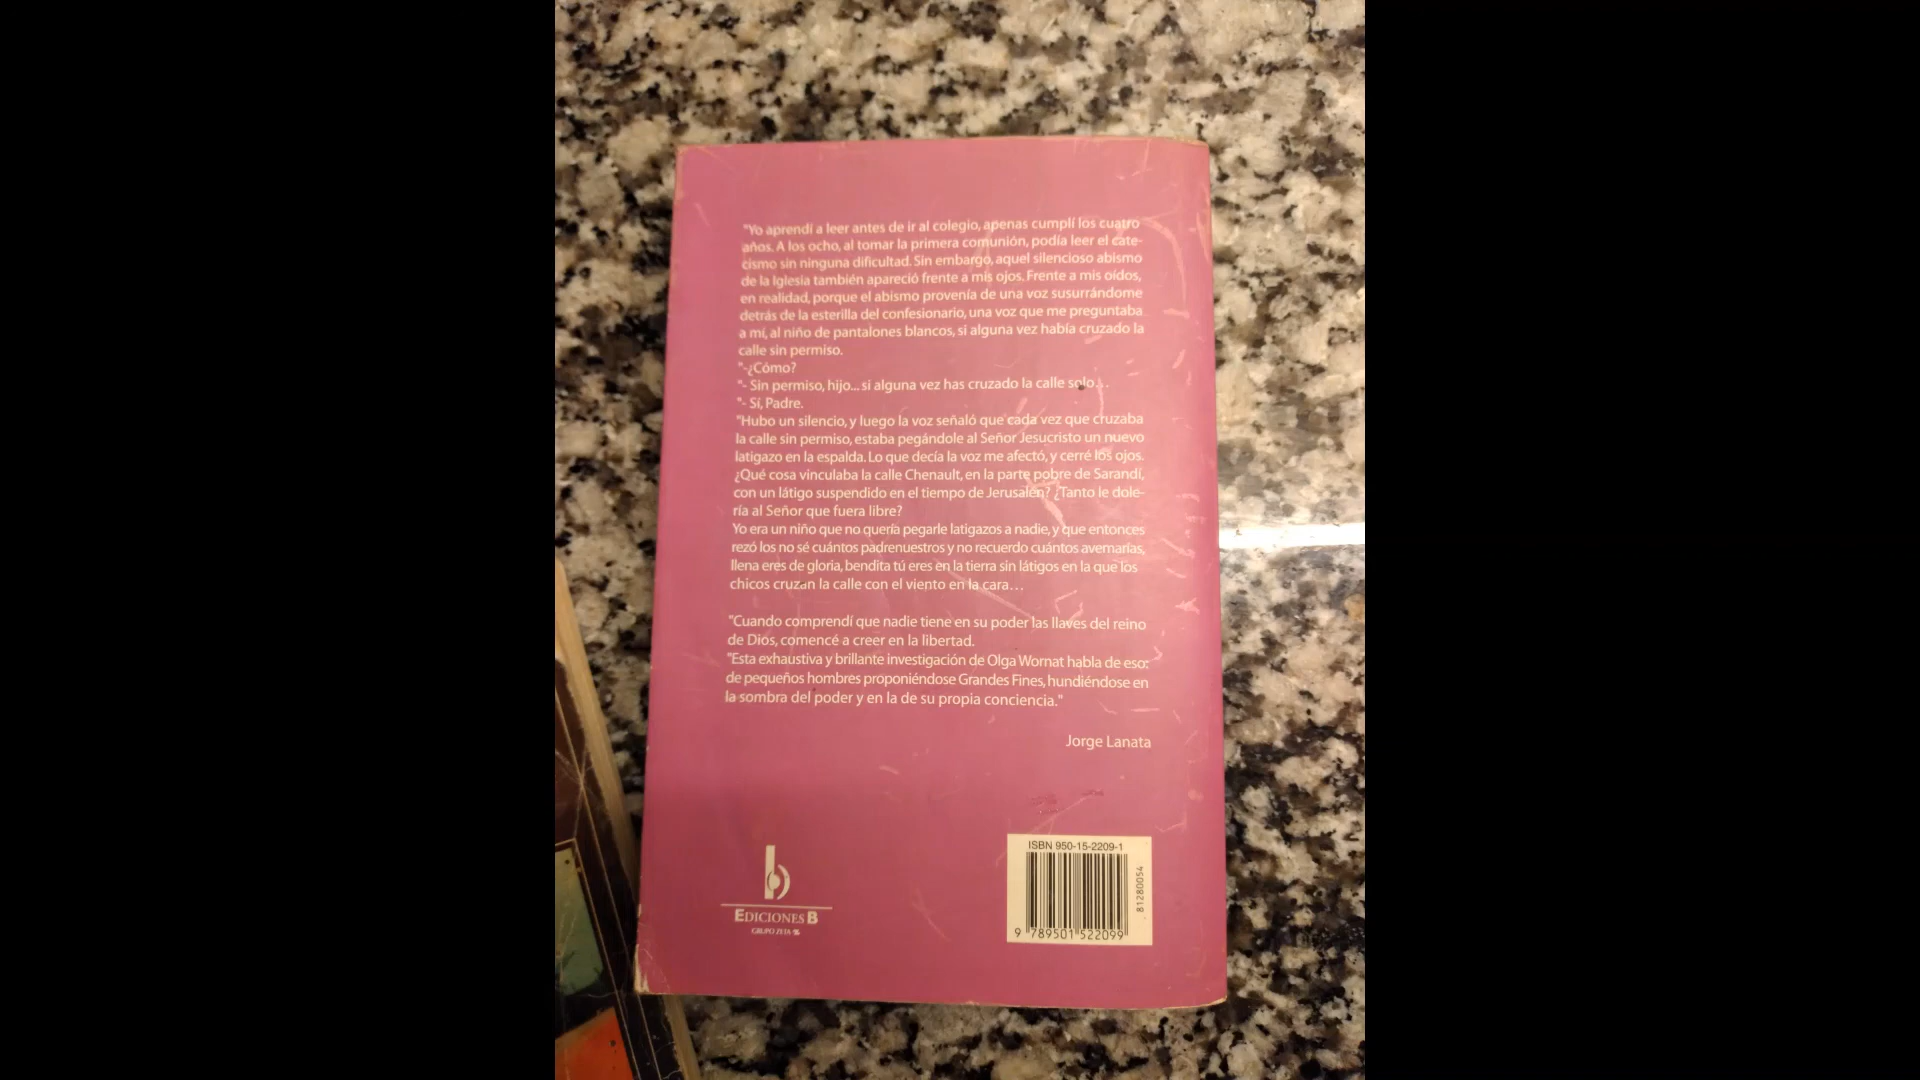 "Yo aprendí a leer antes de ir al colegio, apenas cumplí los cuatro
años. A los ocho, al tomar la primera comunión, podía leer el cate-
cismo sin ninguna dificultad. Sin embargo, aquel silencioso abismo
de la Iglesia también apareció frente a mis ojos. Frente a mis oídos,
en realidad, porque el abismo provenía de una voz susurrándome
detrás de la esterilla del confesionario, una voz que me preguntaba
a mí, al niño de pantalones blancos, si alguna vez había cruzado la
calle sin permiso.
"-¿Cómo?
"- Sin permiso, hijo... si alguna vez has cruzado la calle solo...
"- Sí, Padre.
"Hubo un silencio, y luego la voz señaló que cada vez que cruzaba
la calle sin permiso, estaba pegándole al Señor Jesucristo un nuevo
latigazo en la espalda. Lo que decía la voz me afectó, y cerré los ojos.
¿Qué cosa vinculaba la calle Chenault, en la parte pobre de Sarandí,
con un látigo suspendido en el tiempo de Jerusalén? ¿Tanto le dole-
ría al Señor que fuera libre?
Yo era un niño que no quería pegarle latigazos a nadie, y que entonces
rezó los no sé cuántos padrenuestros y no recuerdo cuántos avemarías,
llena eres de gloria, bendita tú eres en la tierra sin látigos en la que los
chicos cruzan la calle con el viento en la cara...
"Cuando comprendí que nadie tiene en su poder las llaves del reino
de Dios, comencé a creer en la libertad.
"Esta exhaustiva y brillante investigación de Olga Wornat habla de eso:
de pequeños hombres proponiéndose Grandes Fines, hundiéndose en
la sombra del poder y en la de su propia conciencia."
Jorge Lanata
b
EDICIONES B
GRUPO ZETA
ISBN 950-15-2209-1
81280054
9 789501 522099